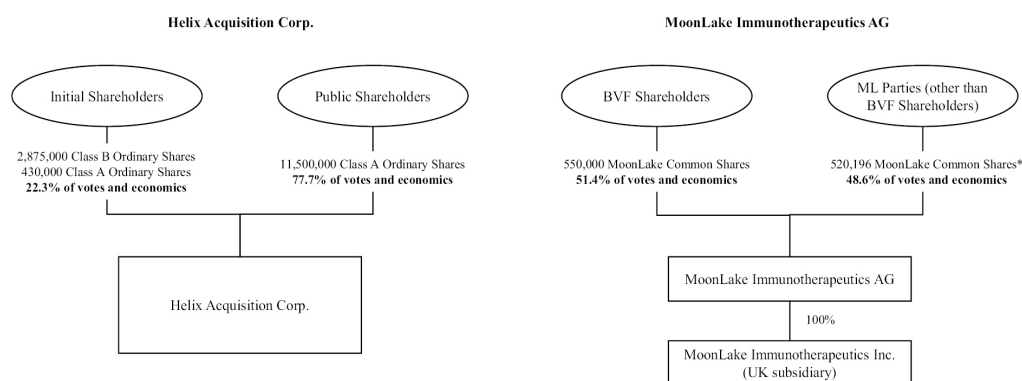 Helix Acquisition Corp.
Initial Shareholders
Public Shareholders
2,875,000 Class B Ordinary Shares
430,000 Class A Ordinary Shares
22.3% of votes and economics
11,500,000 Class A Ordinary Shares
77.7% of votes and economics
Helix Acquisition Corp.
MoonLake Immunotherapeutics AG
BVF Shareholders
ML Parties (other than
BVF Shareholders)
550,000 MoonLake Common Shares
51.4% of votes and economics
520,196 MoonLake Common Shares*
48.6% of votes and economics
MoonLake Immunotherapeutics AG
100%
MoonLake Immunotherapeutics Inc.
(UK subsidiary)